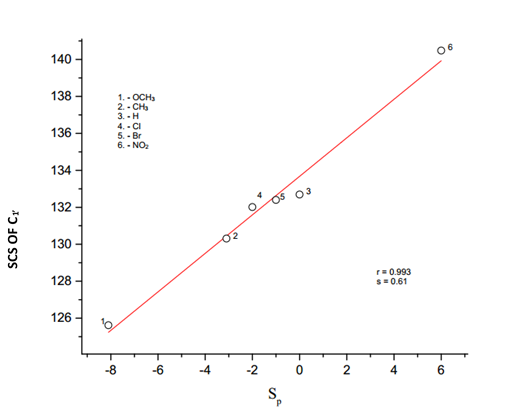 140
138
136
134
132
130
128
126
SCS OF C₁'
1. - OCH₃
2. - CH₃
3. - H
4. - Cl
5. - Br
6. - NO₂
1
2
4
5
3
6
r = 0.993
s = 0.61
-8
-6
-4
-2
0
2
4
6
Sₚ